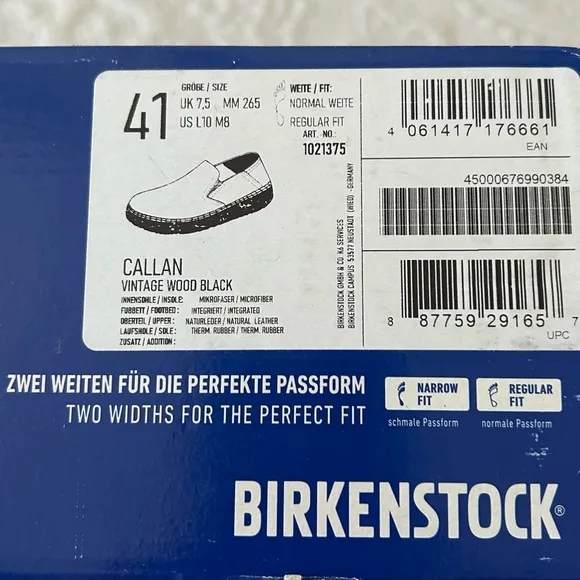 GRÖßE / SIZE
41
UK 7,5 MM 265
US L10 M8
WEITE / FIT:
NORMAL WEITE
REGULAR FIT
ART.-NO.:
1021375
CALLAN
VINTAGE WOOD BLACK
INNENSOHLE / INSOLE: MIKROFASER / MICROFIBER
FUßBETT / FOOTBED: INTEGRIERT / INTEGRATED
OBERTEIL / UPPER: NATURLEDER / NATURAL LEATHER
LAUFSHOLE / SOLE: THERM. RUBBER / THERM. RUBBER
ZUSATZ / ADDITION:
BIRKENSTOCK GMBH & CO. KG SERVICES
BIRKENSTOCK CAMPUS 53577 NEUSTADT (WIED) -GERMANY
4 061417 176661
EAN
45000676990384
8 87759 29165 7
UPC
ZWEI WEITEN FÜR DIE PERFEKTE PASSFORM
TWO WIDTHS FOR THE PERFECT FIT
NARROW
FIT
schmale Passform
REGULAR
FIT
normale Passform
BIRKENSTOCK®